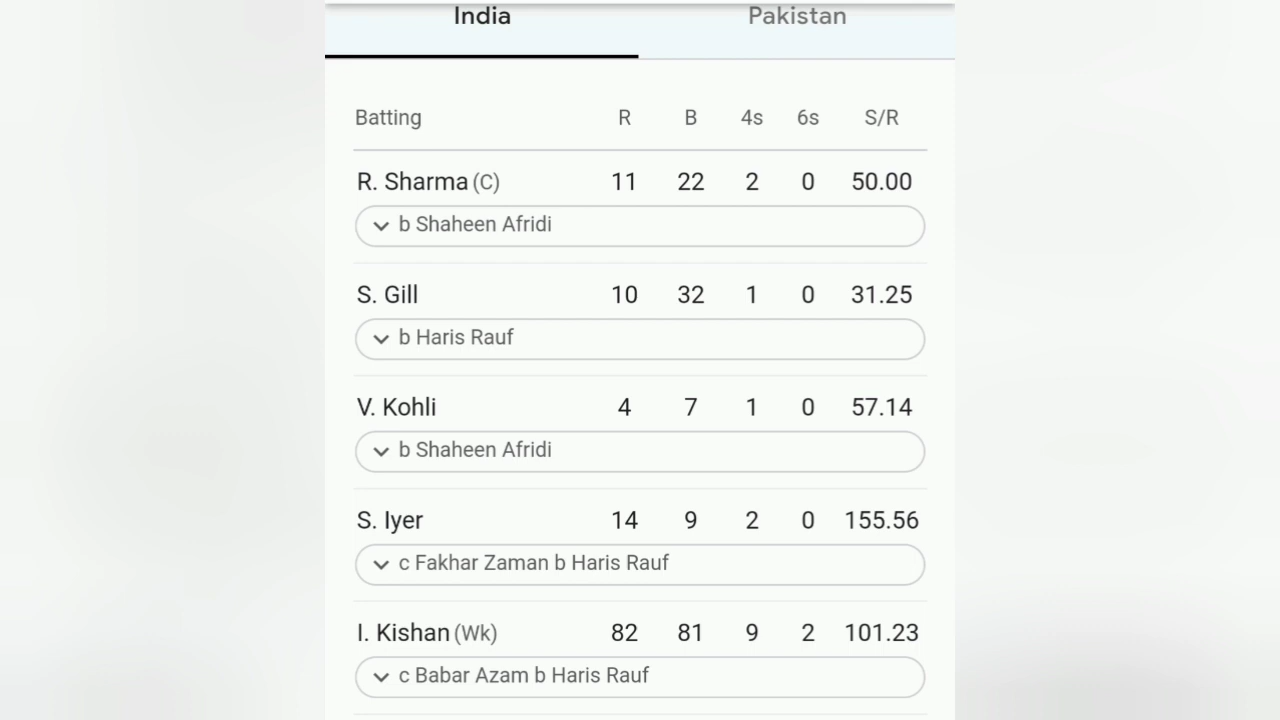 India Pakistan
Batting R B 4s 6s S/R
R. Sharma (C) 11 22 2 0 50.00
b Shaheen Afridi
S. Gill 10 32 1 0 31.25
b Haris Rauf
V. Kohli 4 7 1 0 57.14
b Shaheen Afridi
S. Iyer 14 9 2 0 155.56
c Fakhar Zaman b Haris Rauf
I. Kishan (Wk) 82 81 9 2 101.23
c Babar Azam b Haris Rauf